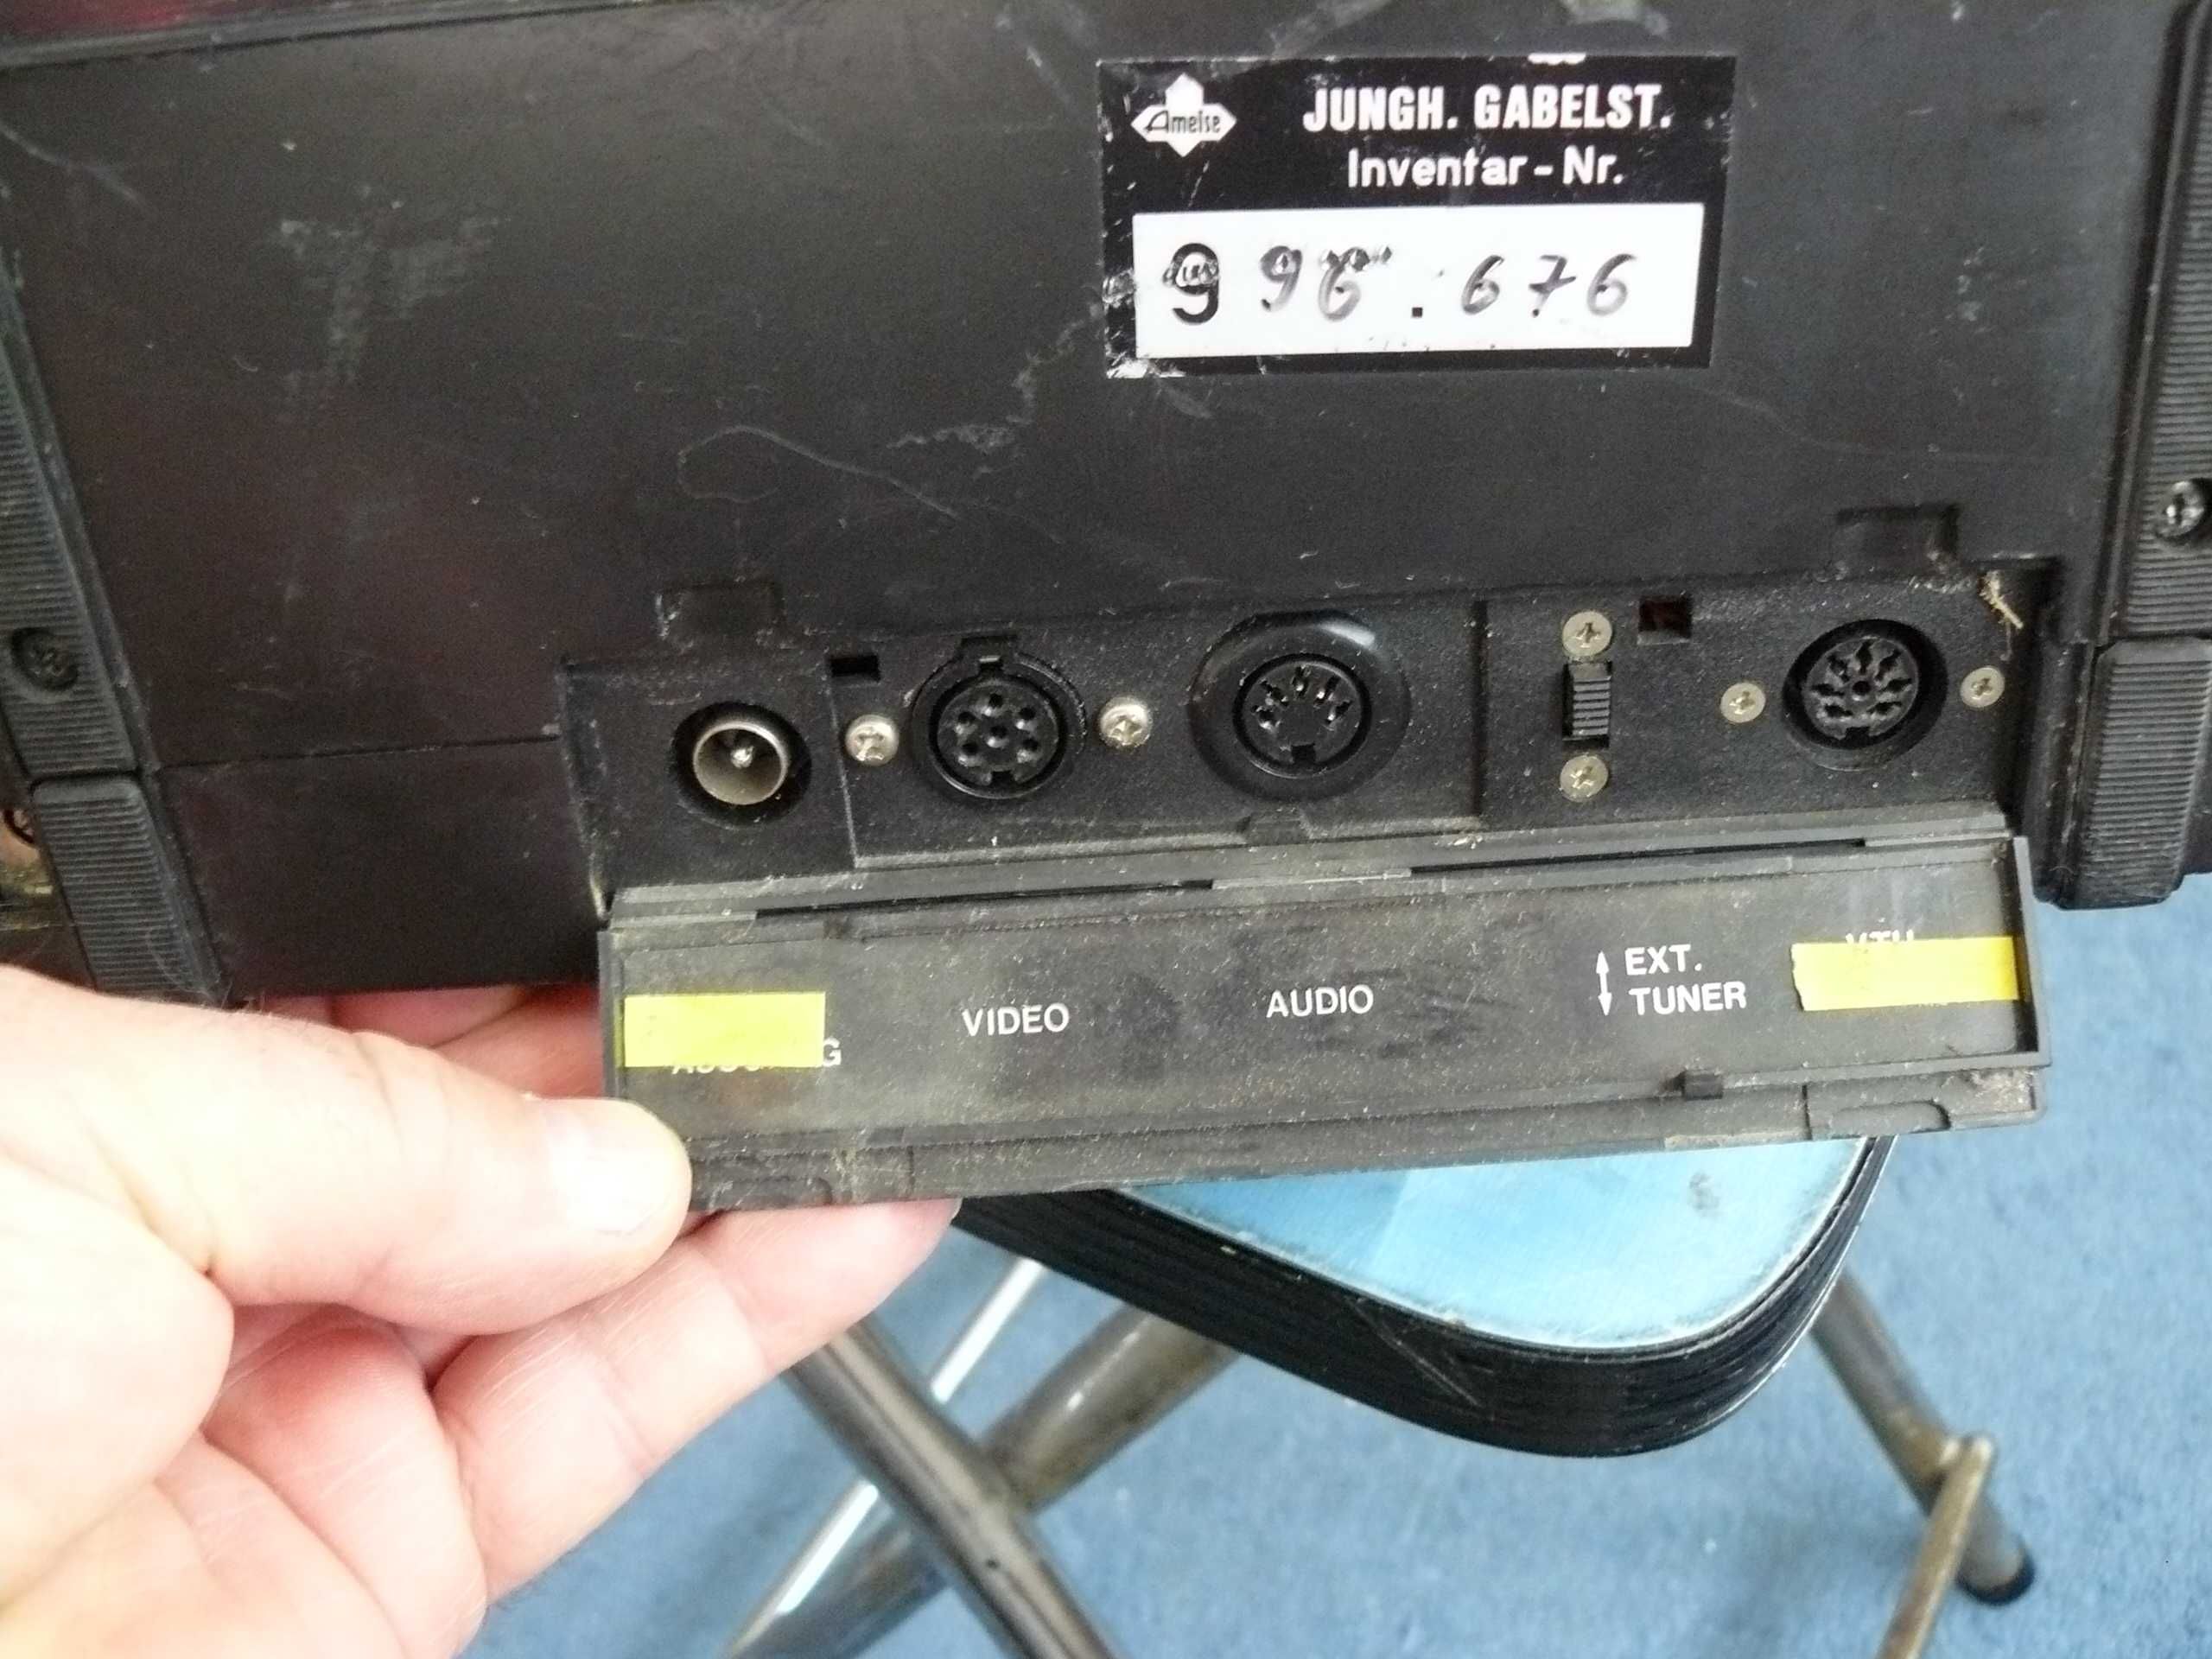 Ameise
JUNGH. GABELST.
Inventar - Nr.
9 96 . 676
VIDEO
AUDIO
EXT.
TUNER